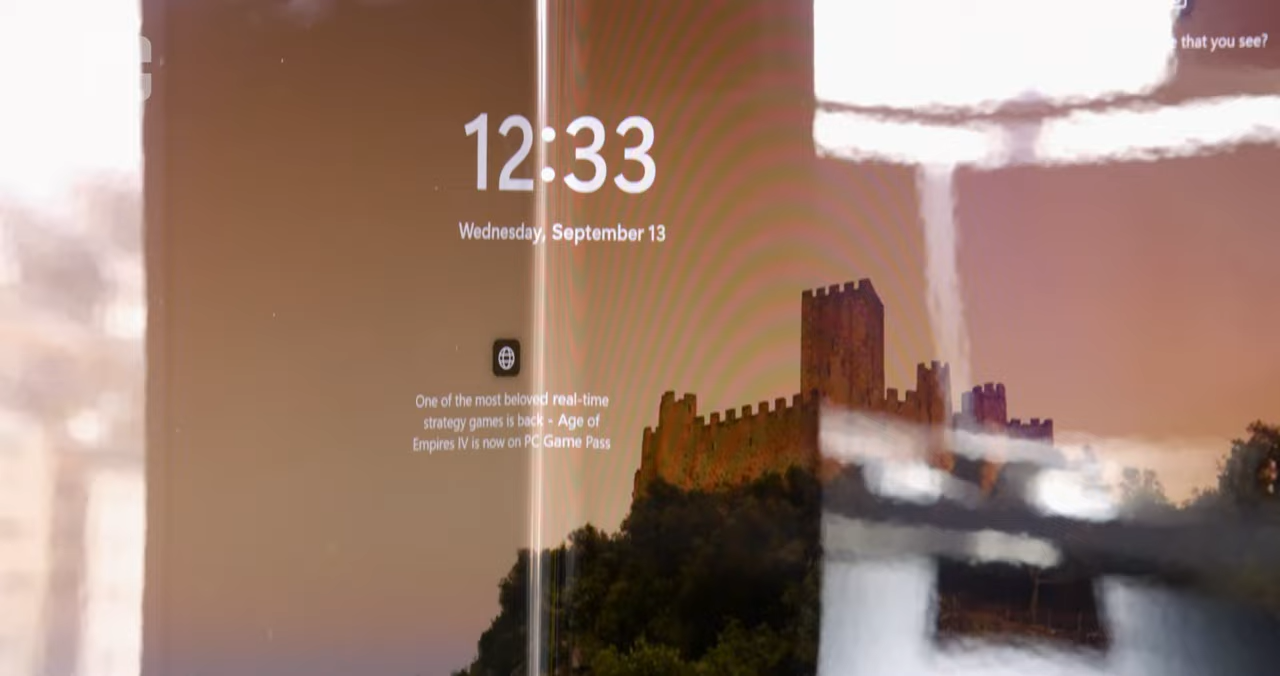 that you see?
12:33
Wednesday, September 13
One of the most beloved real-time
strategy games is back - Age of
Empires IV is now on PC Game Pass